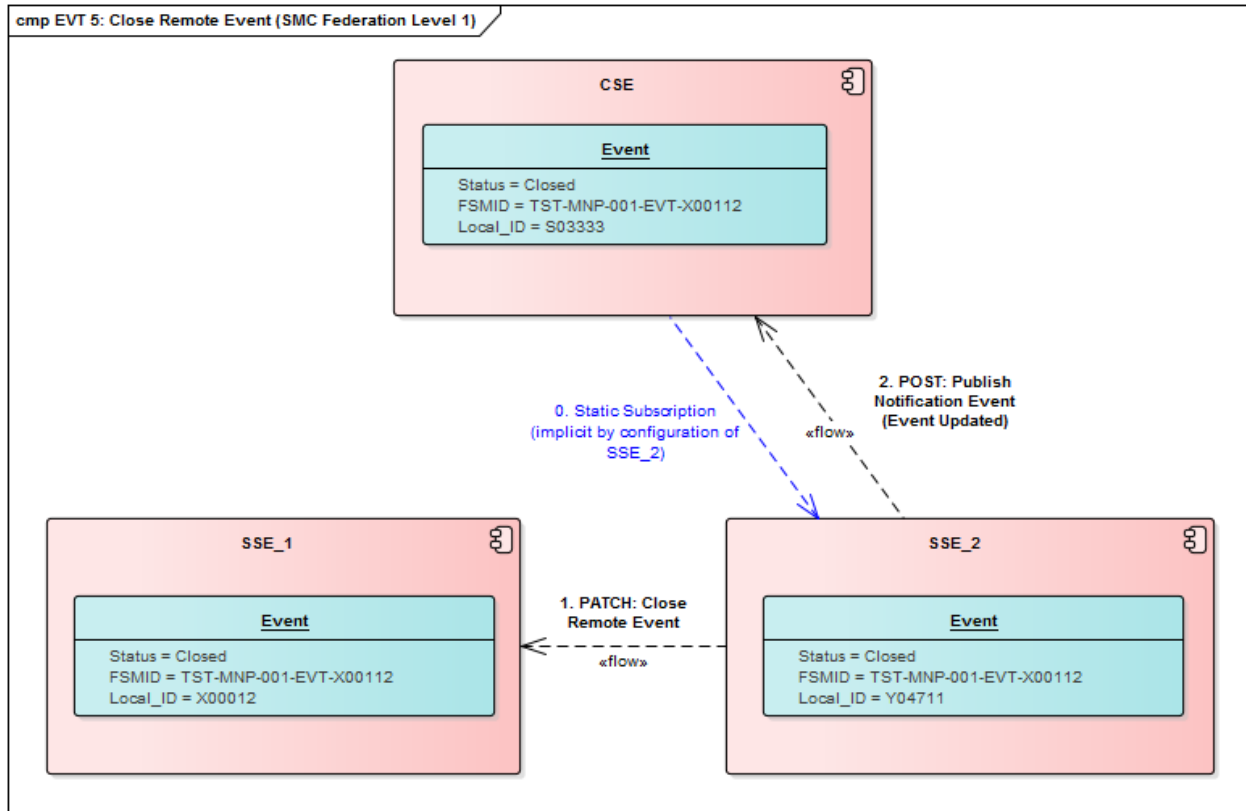 cmp EVT 5: Close Remote Event (SMC Federation Level 1)
CSE
Event
Status = Closed
FSMID = TST-MNP-001-EVT-X00112
Local_ID = S03333
0. Static Subscription
(implicit by configuration of
SSE_2)
2. POST: Publish
Notification Event
(Event Updated)
«flow»
SSE_1
Event
Status = Closed
FSMID = TST-MNP-001-EVT-X00112
Local_ID = X00012
1. PATCH: Close
Remote Event
«flow»
SSE_2
Event
Status = Closed
FSMID = TST-MNP-001-EVT-X00112
Local_ID = Y04711